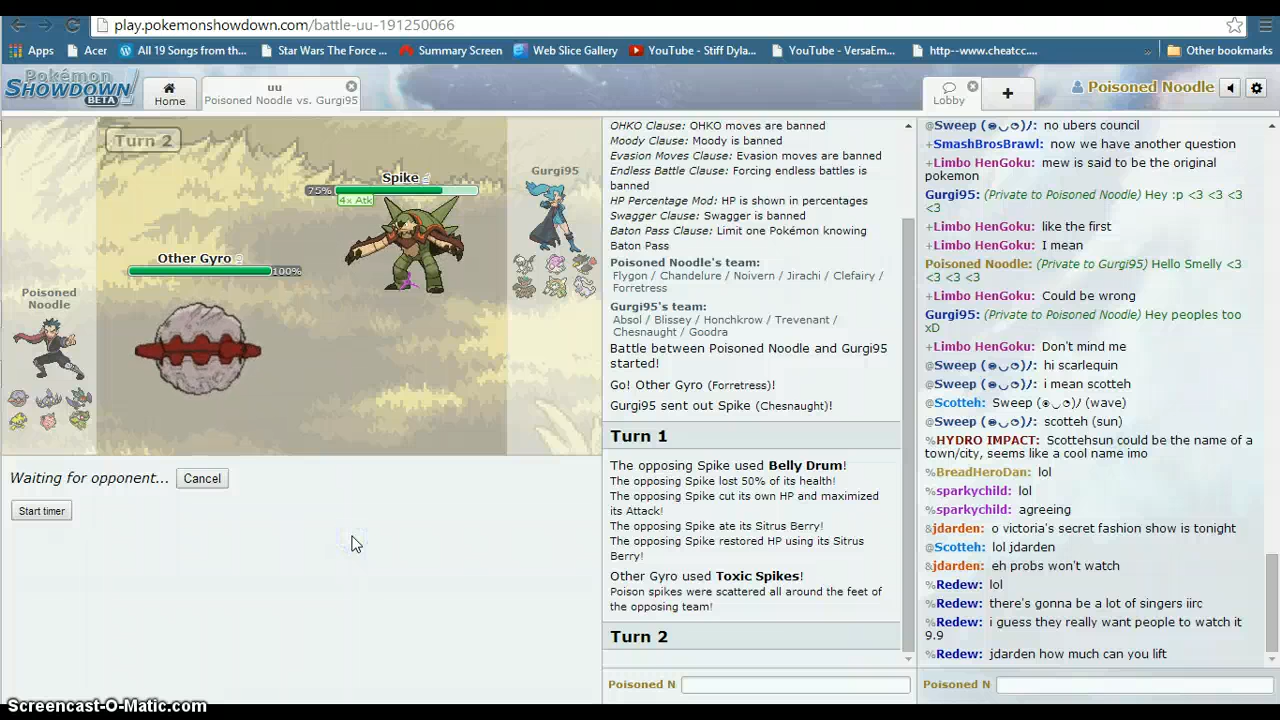 play.pokemonshowdown.com/battle-uu-191250066
Apps Acer All 19 Songs from th... Star Wars The Force ... Summary Screen Web Slice Gallery YouTube - Stiff Dyla... YouTube - VersaEm... http--www.cheatcc.... » Other bookmarks
Pokémon
SHOWDOWN
BETA
Home
uu
Poisoned Noodle vs. Gurgi95
Lobby
Poisoned Noodle
Turn 2
Spike
75%
4x Atk
Other Gyro
100%
Gurgi95
Poisoned
Noodle
Waiting for opponent... Cancel
Start timer
OHKO Clause: OHKO moves are banned
Moody Clause: Moody is banned
Evasion Moves Clause: Evasion moves are banned
Endless Battle Clause: Forcing endless battles is
banned
HP Percentage Mod: HP is shown in percentages
Swagger Clause: Swagger is banned
Baton Pass Clause: Limit one Pokémon knowing
Baton Pass
Poisoned Noodle's team:
Flygon / Chandelure / Noivern / Jirachi / Clefairy /
Forretress
Gurgi95's team:
Absol / Blissey / Honchkrow / Trevenant /
Chesnaught / Goodra
Battle between Poisoned Noodle and Gurgi95
started!
Go! Other Gyro (Forretress)!
Gurgi95 sent out Spike (Chesnaught)!
Turn 1
The opposing Spike used Belly Drum!
The opposing Spike lost 50% of its health!
The opposing Spike cut its own HP and maximized
its Attack!
The opposing Spike ate its Sitrus Berry!
The opposing Spike restored HP using its Sitrus
Berry!
Other Gyro used Toxic Spikes!
Poison spikes were scattered all around the feet of
the opposing team!
Turn 2
Poisoned N
@Sweep (๑◡๑)ﾉ: no ubers council
+SmashBrosBrawl: now we have another question
+Limbo HenGoku: mew is said to be the original
pokemon
Gurgi95: (Private to Poisoned Noodle) Hey :p <3 <3 <3
<3
+Limbo HenGoku: like the first
+Limbo HenGoku: I mean
Poisoned Noodle: (Private to Gurgi95) Hello Smelly <3
<3 <3 <3
+Limbo HenGoku: Could be wrong
Gurgi95: (Private to Poisoned Noodle) Hey peoples too
xD
+Limbo HenGoku: Don't mind me
@Sweep (๑◡๑)ﾉ: hi scarlequin
@Sweep (๑◡๑)ﾉ: i mean scotteh
@Scotteh: Sweep (๑◡๑)ﾉ (wave)
@Sweep (๑◡๑)ﾉ: scotteh (sun)
%HYDRO IMPACT: Scottehsun could be the name of a
town/city, seems like a cool name imo
%BreadHeroDan: lol
%sparkychild: lol
%sparkychild: agreeing
&jdarden: o victoria's secret fashion show is tonight
@Scotteh: lol jdarden
&jdarden: eh probs won't watch
%Redew: lol
%Redew: there's gonna be a lot of singers iirc
%Redew: i guess they really want people to watch it
9.9
%Redew: jdarden how much can you lift
Poisoned N
Screencast-O-Matic.com